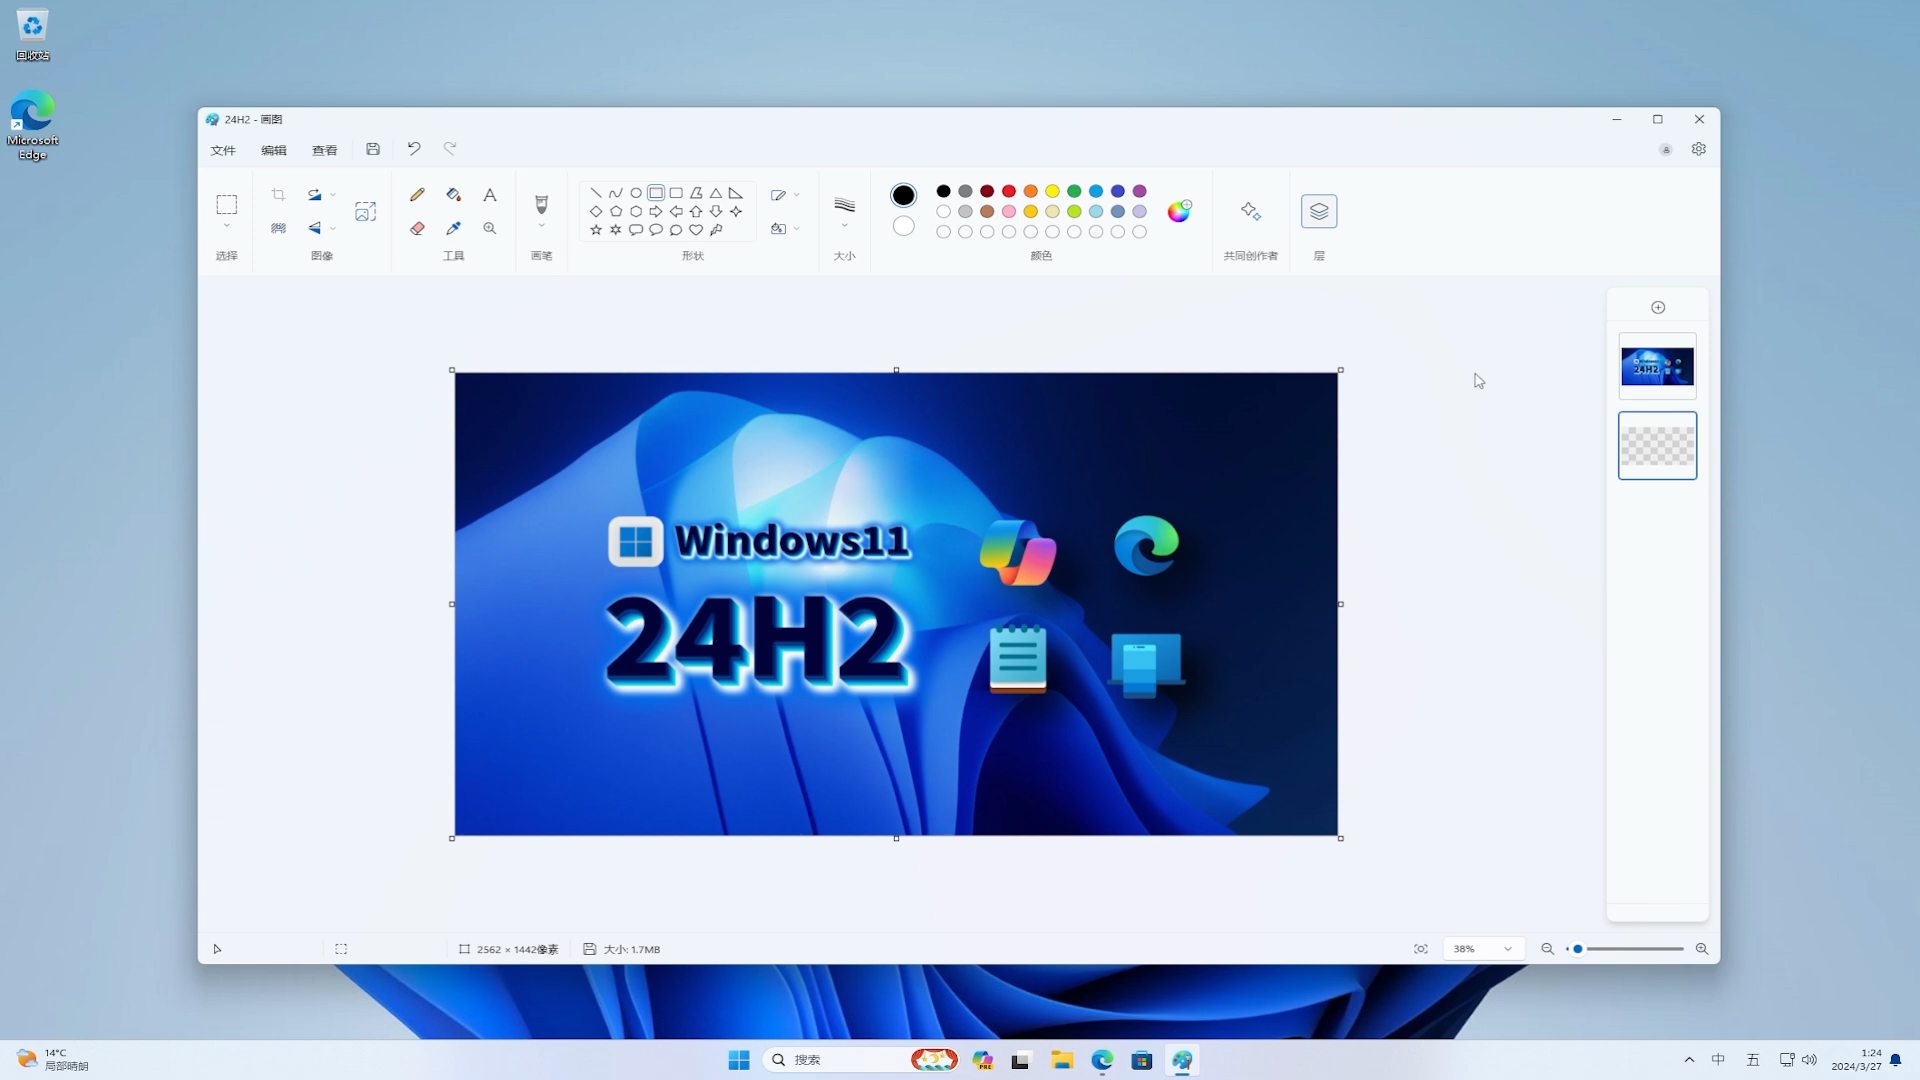 回收站
Microsoft
Edge
24H2 - 画图
文件 编辑 查看
A
选择 图像 工具 画笔 形状 大小 颜色 共同创作者 层
Windows11
24H2
2562 × 1442像素 大小: 1.7MB 38%
14°C
局部晴朗
搜索
PRE
中 五
1:24
2024/3/27